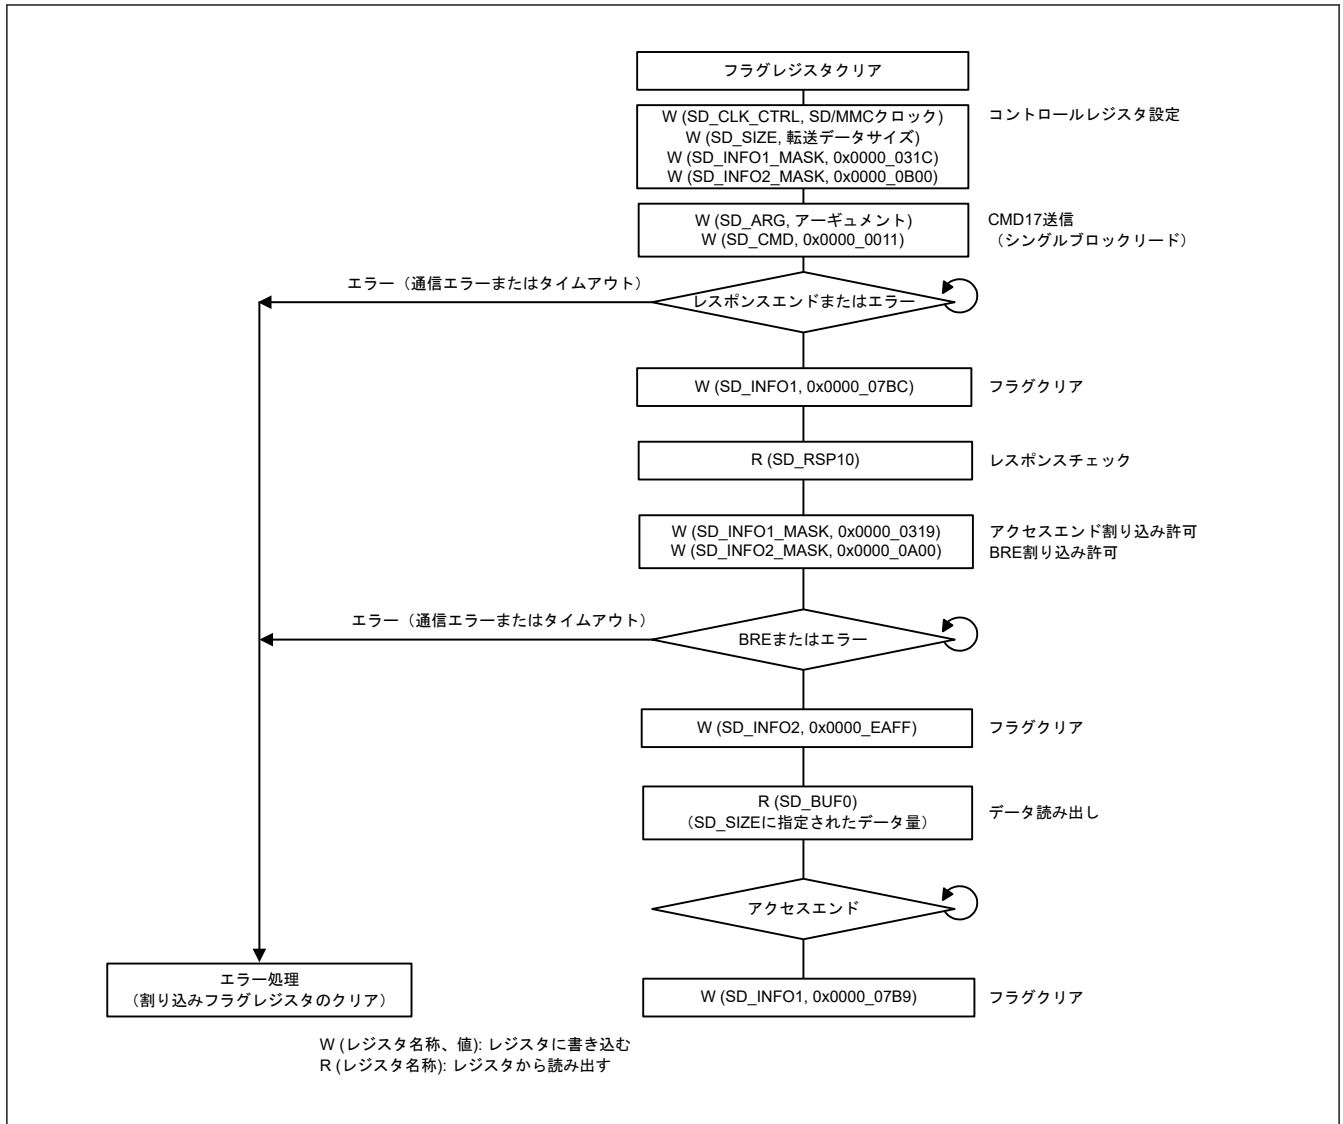 フラグレジスタクリア
W (SD_CLK_CTRL, SD/MMCクロック)
W (SD_SIZE, 転送データサイズ)
W (SD_INFO1_MASK, 0x0000_031C)
W (SD_INFO2_MASK, 0x0000_0B00)
コントロールレジスタ設定
W (SD_ARG, アーギュメント)
W (SD_CMD, 0x0000_0011)
CMD17送信
（シングルブロックリード）
エラー（通信エラーまたはタイムアウト）
レスポンスエンドまたはエラー
W (SD_INFO1, 0x0000_07BC)
フラグクリア
R (SD_RSP10)
レスポンスチェック
W (SD_INFO1_MASK, 0x0000_0319)
W (SD_INFO2_MASK, 0x0000_0A00)
アクセスエンド割り込み許可
BRE割り込み許可
エラー（通信エラーまたはタイムアウト）
BREまたはエラー
W (SD_INFO2, 0x0000_EAFF)
フラグクリア
R (SD_BUF0)
（SD_SIZEに指定されたデータ量）
データ読み出し
アクセスエンド
エラー処理
（割り込みフラグレジスタのクリア）
W (SD_INFO1, 0x0000_07B9)
フラグクリア
W (レジスタ名称、値): レジスタに書き込む
R (レジスタ名称): レジスタから読み出す